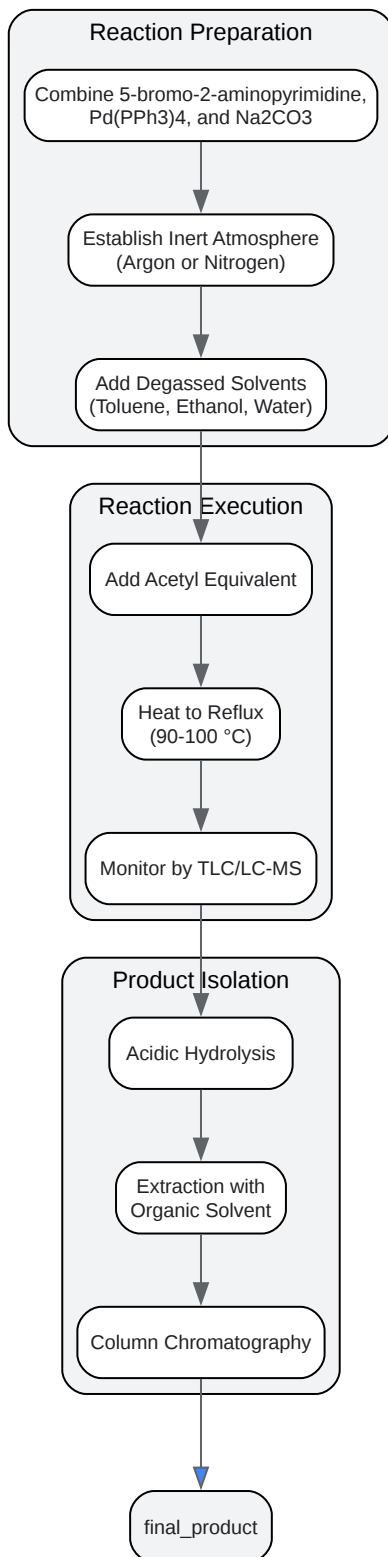 Reaction Preparation
Combine 5-bromo-2-aminopyrimidine,
Pd(PPh3)4, and Na2CO3
Establish Inert Atmosphere
(Argon or Nitrogen)
Add Degassed Solvents
(Toluene, Ethanol, Water)
Reaction Execution
Add Acetyl Equivalent
Heat to Reflux
(90-100 °C)
Monitor by TLC/LC-MS
Product Isolation
Acidic Hydrolysis
Extraction with
Organic Solvent
Column Chromatography
final_product